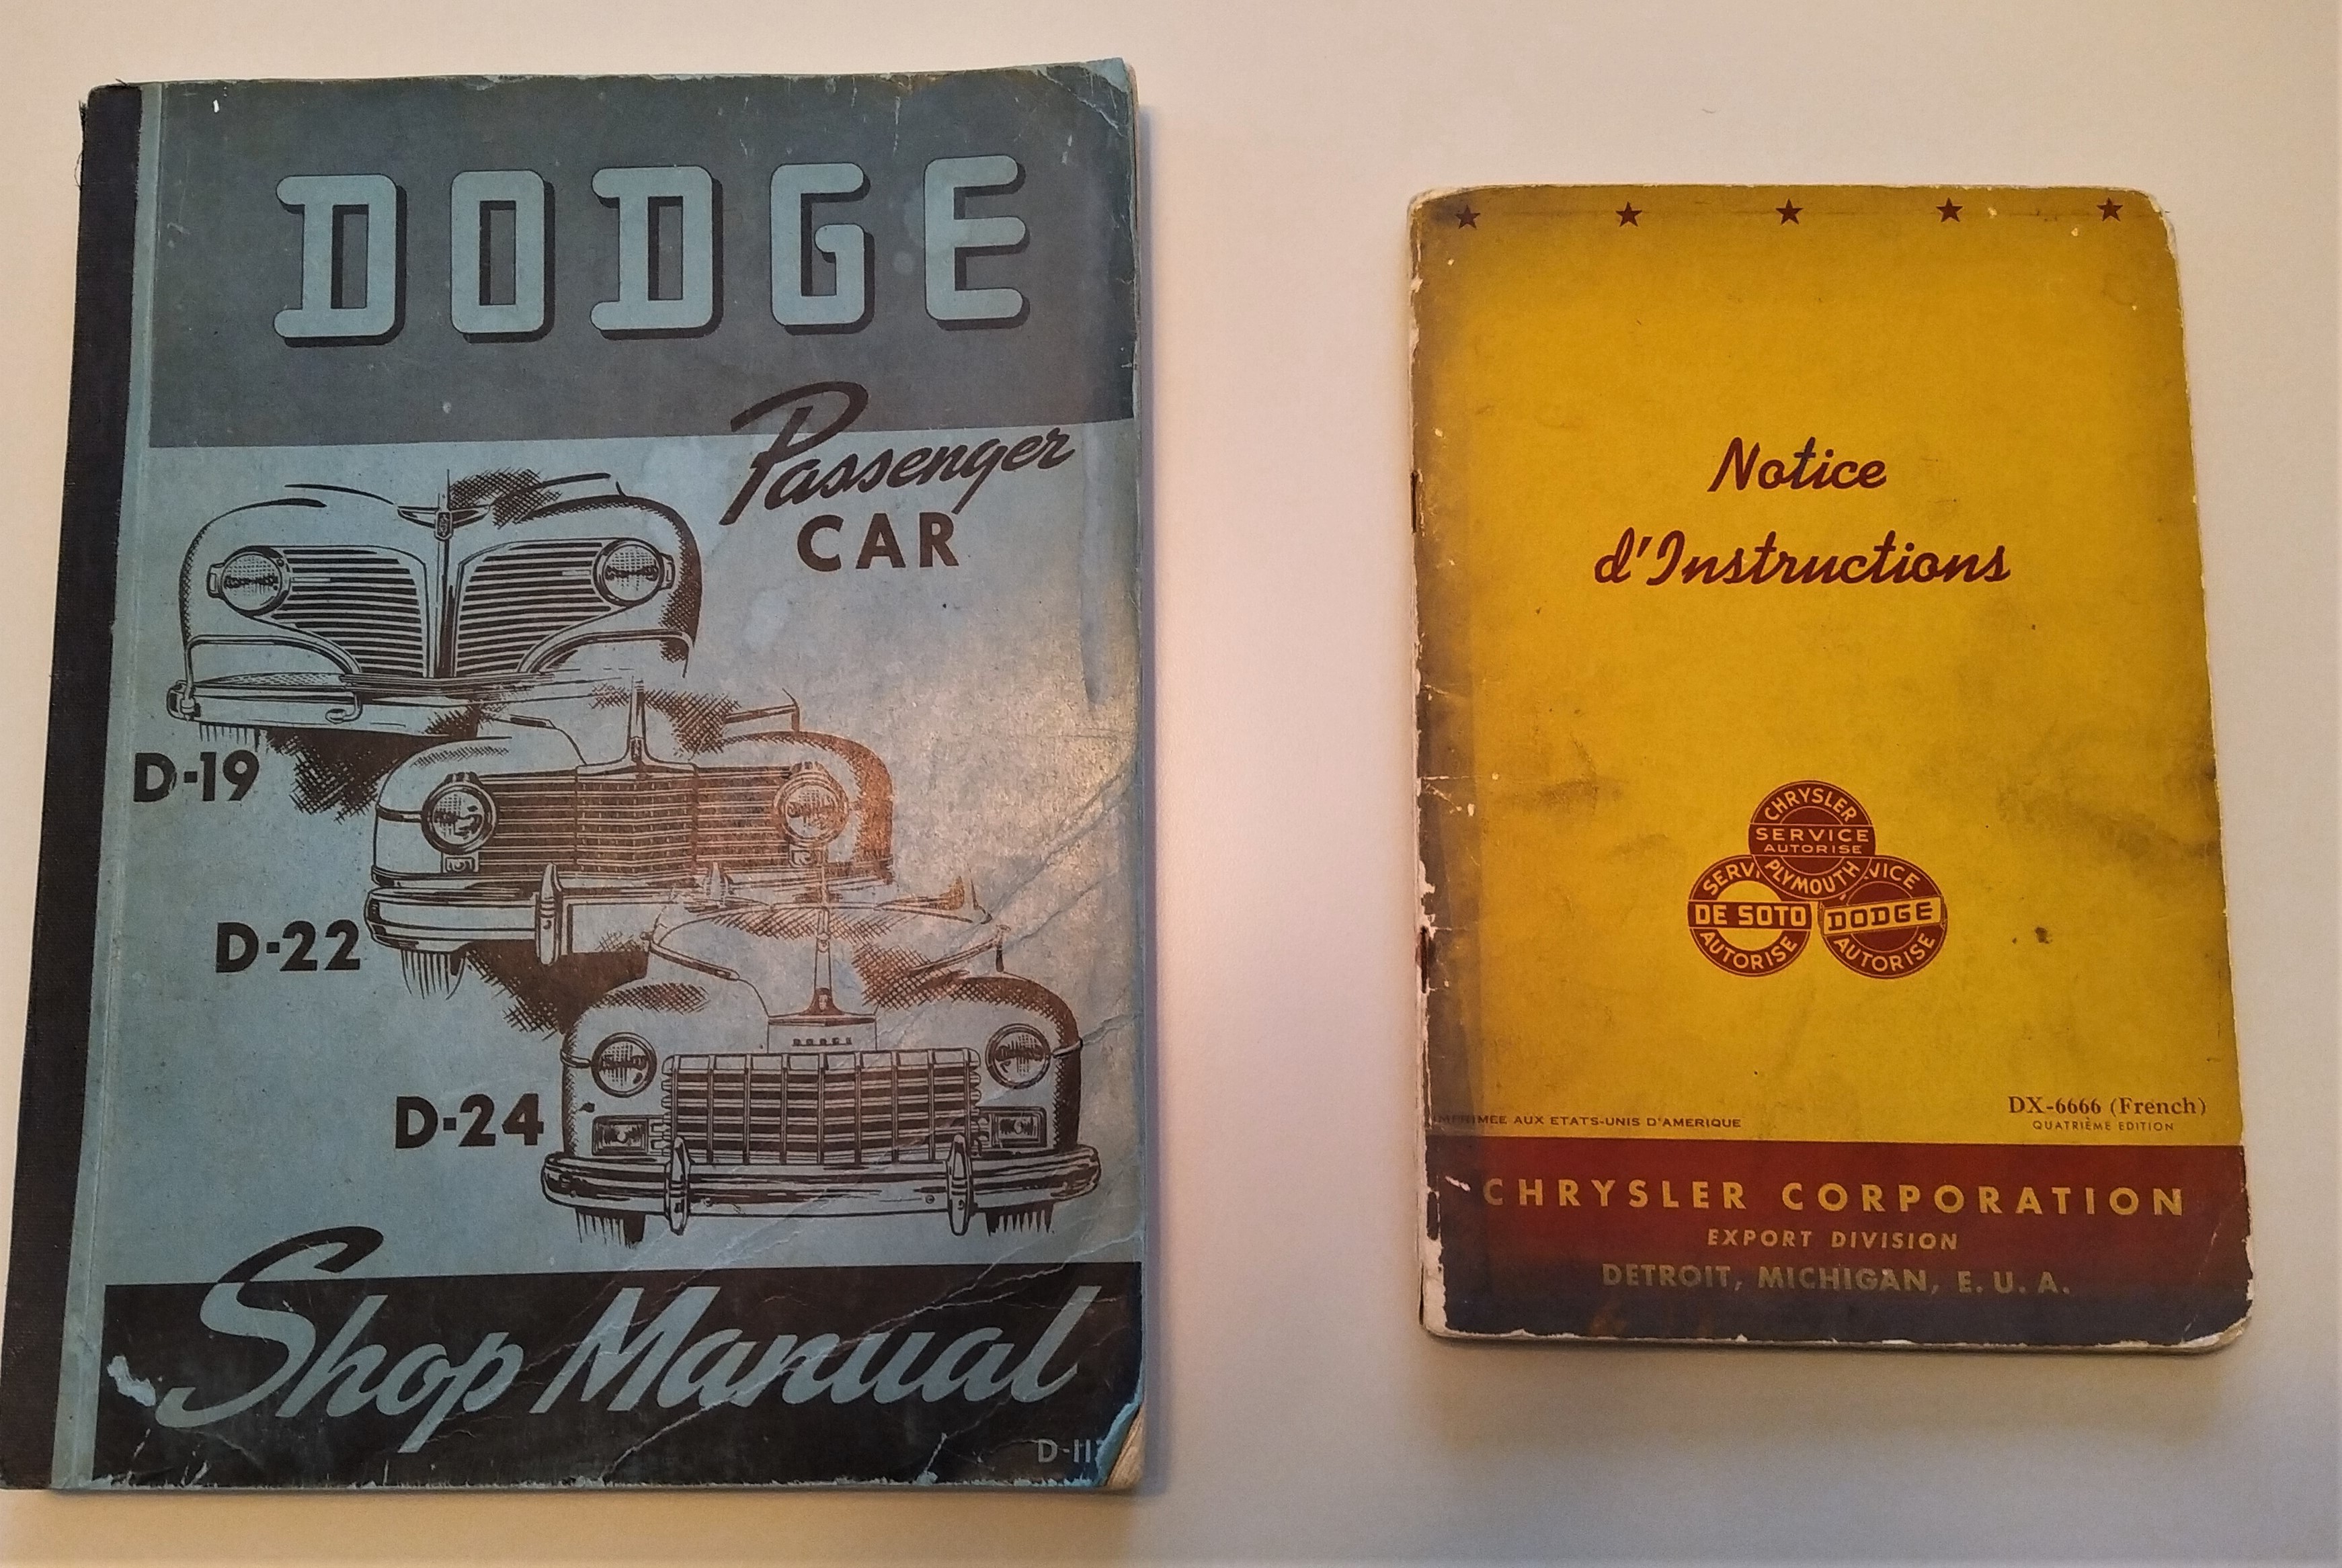 DODGE
Passenger
CAR
D-19
D-22
DODGE
D-24
Shop Manual
Notice
d'Instructions
CHRYSLER
SERVICE
AUTORISE
PLYMOUTH
DE SOTO
AUTORISE
DODGE
AUTORISE
AUX ETATS-UNIS D'AMERIQUE
DX-6666 (French)
QUATRIÈME EDITION
CHRYSLER CORPORATION
EXPORT DIVISION
DETROIT, MICHIGAN, E. U. A.